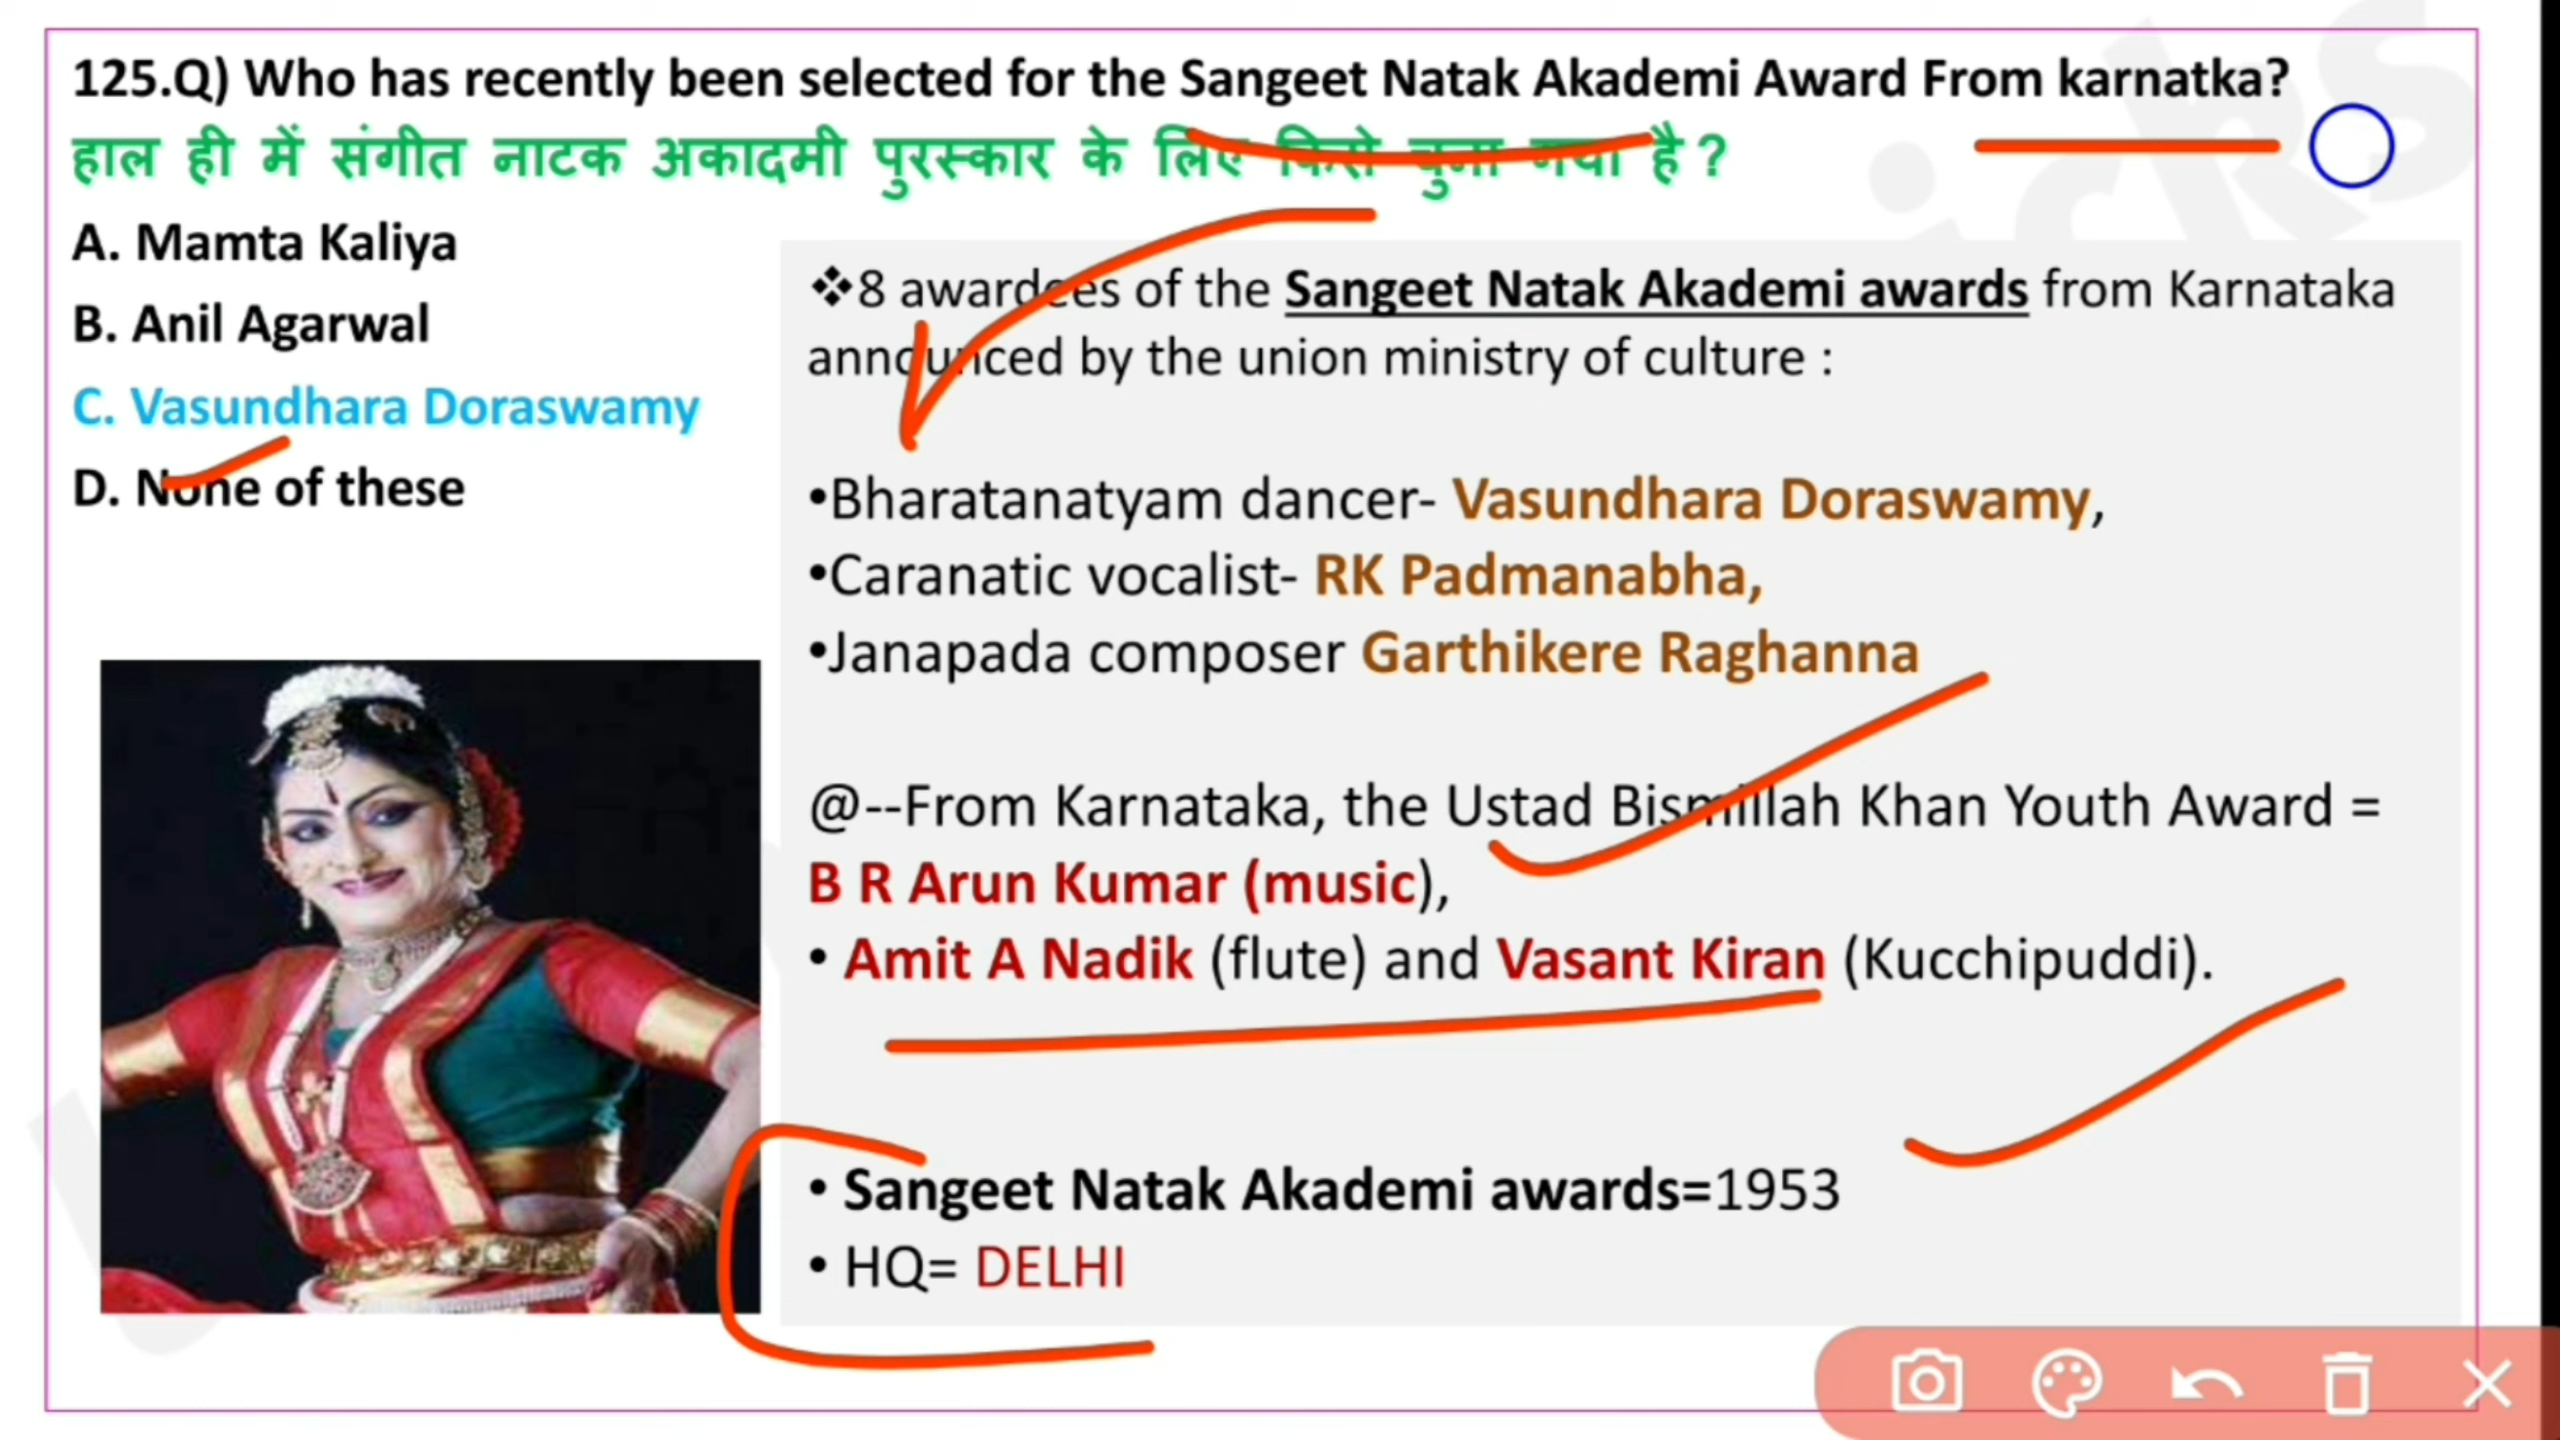 125.Q) Who has recently been selected for the Sangeet Natak Akademi Award From karnatka?
हाल ही में संगीत नाटक अकादमी पुरस्कार के लिए किसे चुना गया है ?
A. Mamta Kaliya
B. Anil Agarwal
C. Vasundhara Doraswamy
D. None of these
❖8 awardees of the Sangeet Natak Akademi awards from Karnataka
announced by the union ministry of culture :
•Bharatanatyam dancer- Vasundhara Doraswamy,
•Caranatic vocalist- RK Padmanabha,
•Janapada composer Garthikere Raghanna
@--From Karnataka, the Ustad Bismillah Khan Youth Award =
B R Arun Kumar (music),
• Amit A Nadik (flute) and Vasant Kiran (Kucchipuddi).
• Sangeet Natak Akademi awards=1953
• HQ= DELHI